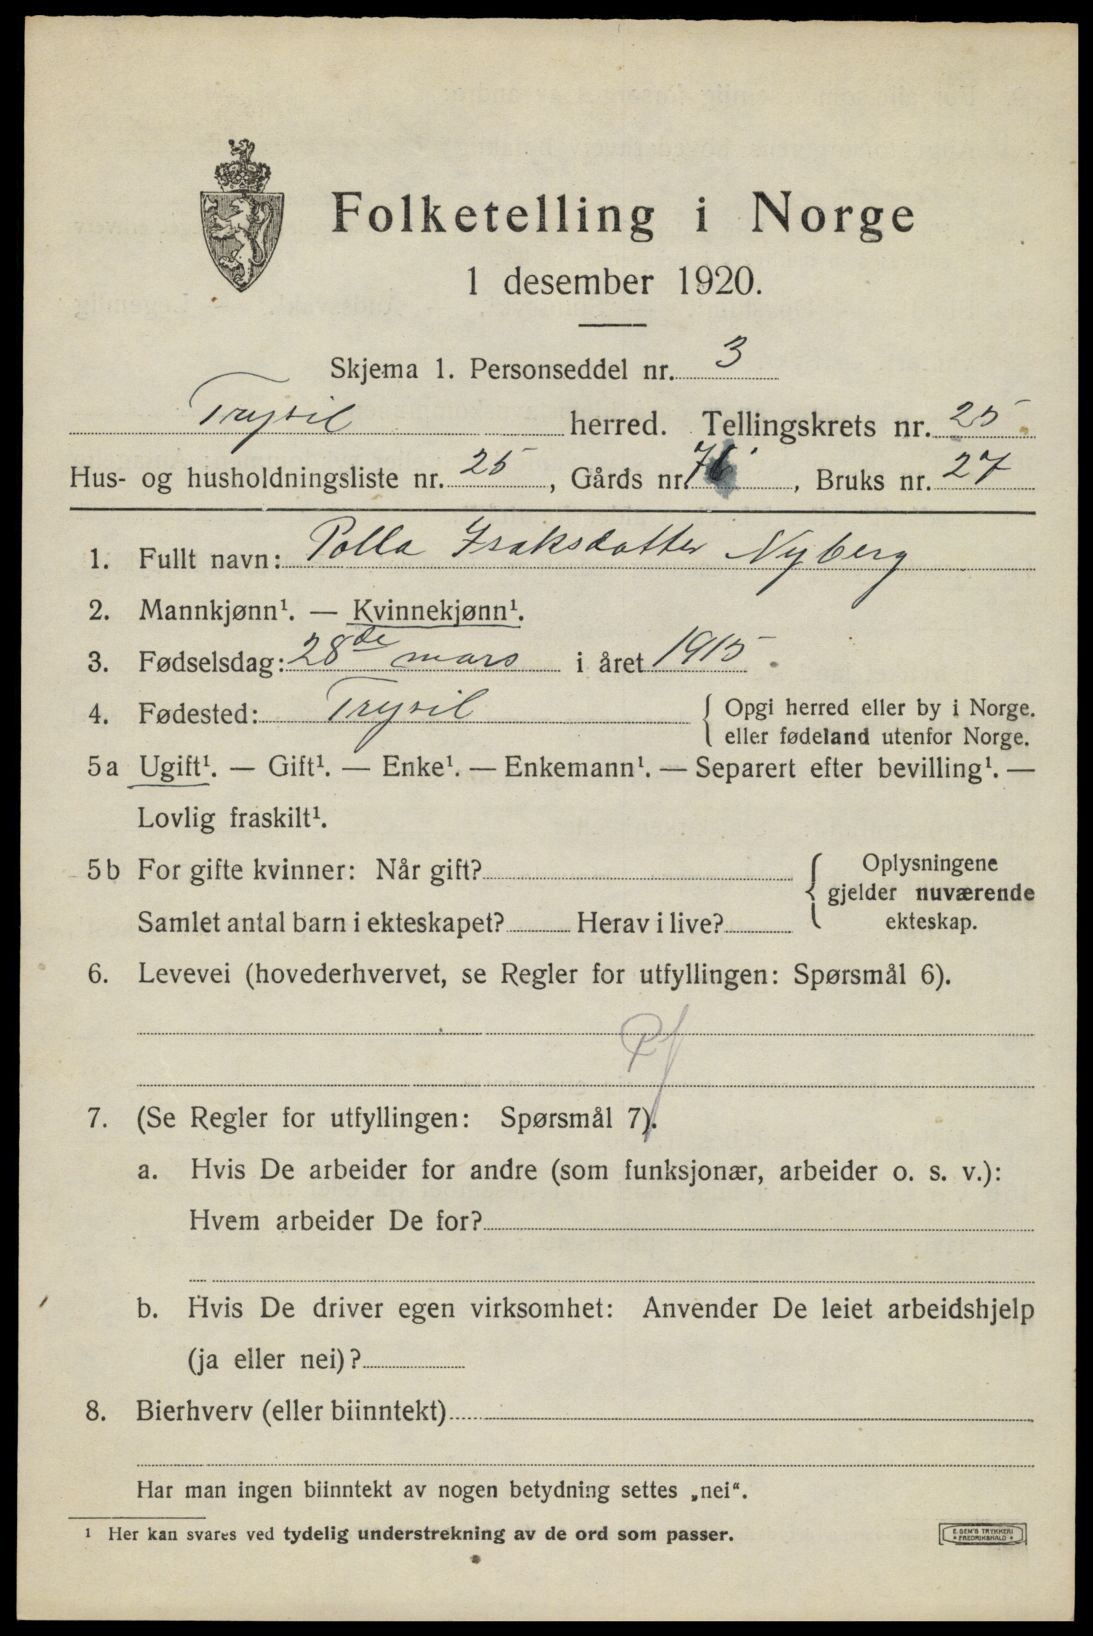 Folketelling i Norge
1 desember 1920.
Skjema 1. Personseddel nr. 3
Trysil herred. Tellingskrets nr. 25
Hus- og husholdningsliste nr. 25, Gårds nr. 76, Bruks nr. 27
1. Fullt navn: Polla Iraksdatter Nyberg
2. Mannkjønn¹. — Kvinnekjønn¹.
3. Fødselsdag: 28de mars i året 1915.
4. Fødested: Trysil { Opgi herred eller by i Norge.
eller fødeland utenfor Norge.
5a Ugift¹. — Gift¹. — Enke¹. — Enkemann¹. — Separert efter bevilling¹. —
Lovlig fraskilt¹.
5b For gifte kvinner: Når gift? { Oplysningene
gjelder nuværende
Samlet antal barn i ekteskapet? Herav i live? ekteskap.
6. Levevei (hovederhvervet, se Regler for utfyllingen: Spørsmål 6).
Pf
7. (Se Regler for utfyllingen: Spørsmål 7).
a. Hvis De arbeider for andre (som funksjonær, arbeider o. s. v.):
Hvem arbeider De for?
b. Hvis De driver egen virksomhet: Anvender De leiet arbeidshjelp
(ja eller nei)?
8. Bierhverv (eller biinntekt)
Har man ingen biinntekt av nogen betydning settes „nei“.
¹ Her kan svares ved tydelig understrekning av de ord som passer.
E. SEM'S TRYKKERI
FREDRIKSHALD